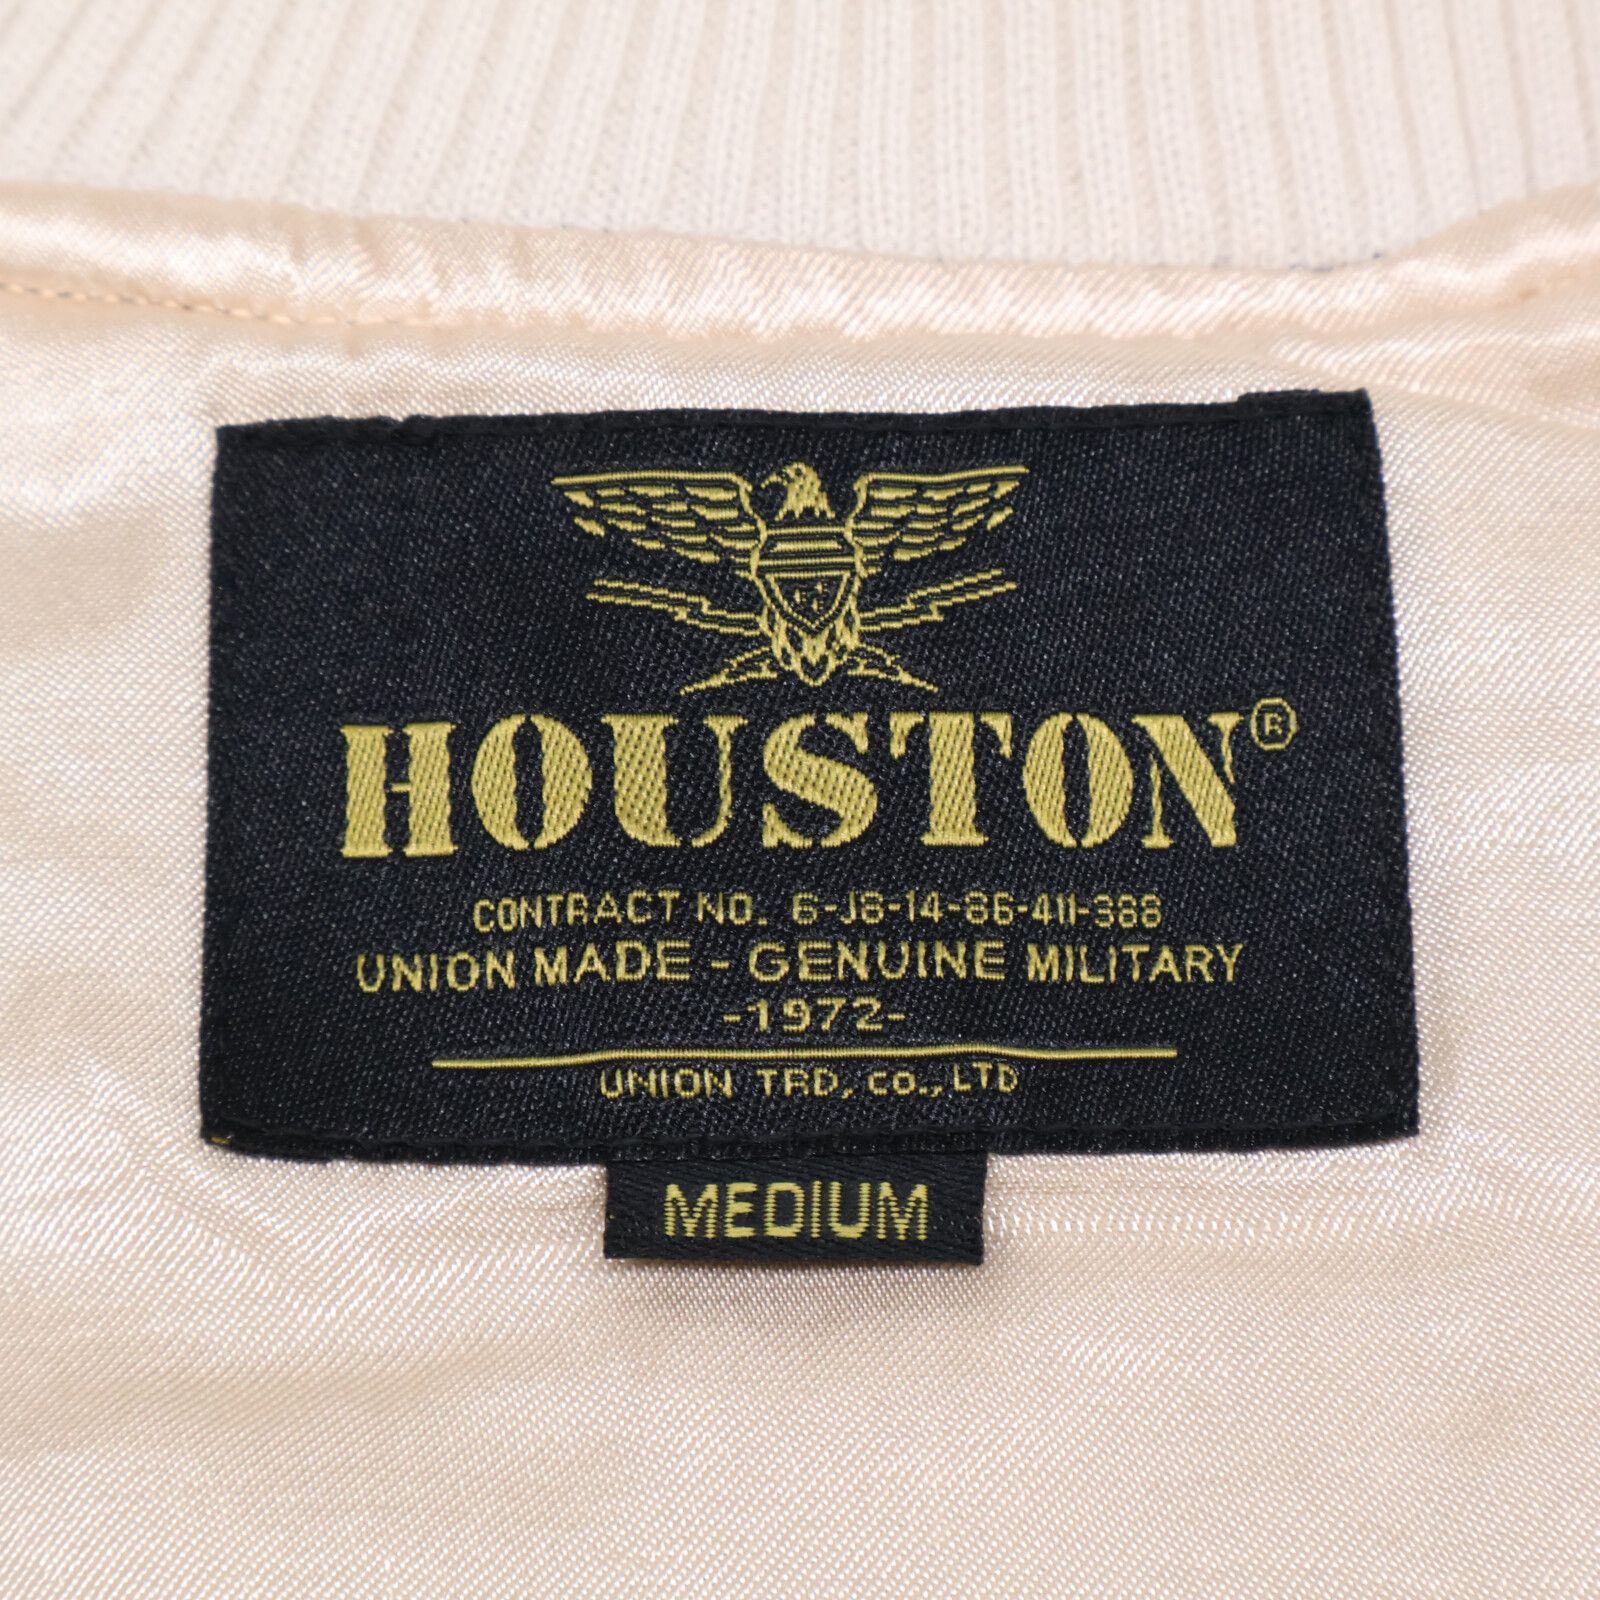 HOUSTON®
CONTRACT NO. 6-J8-14-86-411-388
UNION MADE - GENUINE MILITARY
-1972-
UNION TRD, CO., LTD
MEDIUM